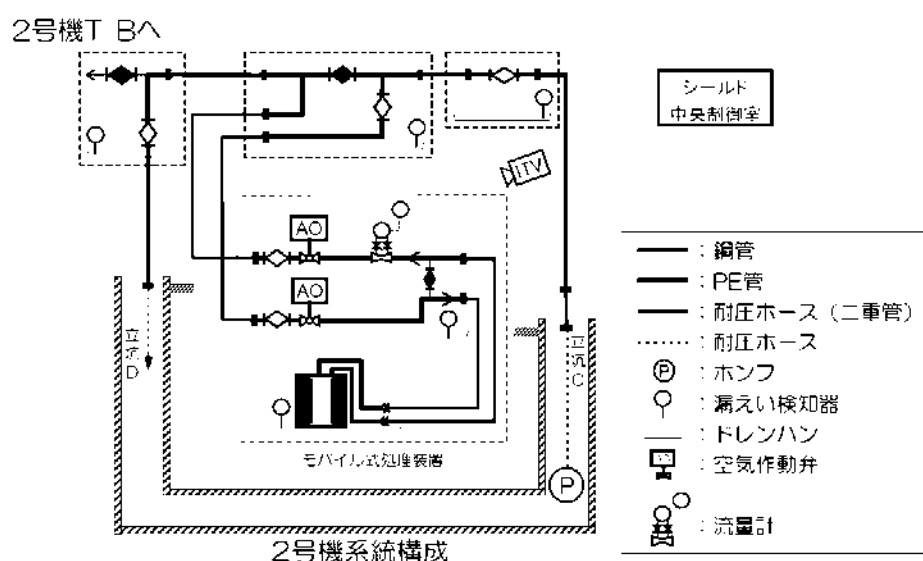 2号機T Bへ
シールド
中央制御室
ITV
AO
AO
立坑D
立坑C
P
モバイル式処理装置
2号機系統構成
：鋼管
：PE管
：耐圧ホース（二重管）
：耐圧ホース
P：ホンフ
：漏えい検知器
：ドレンハン
：空気作動弁
：流量計